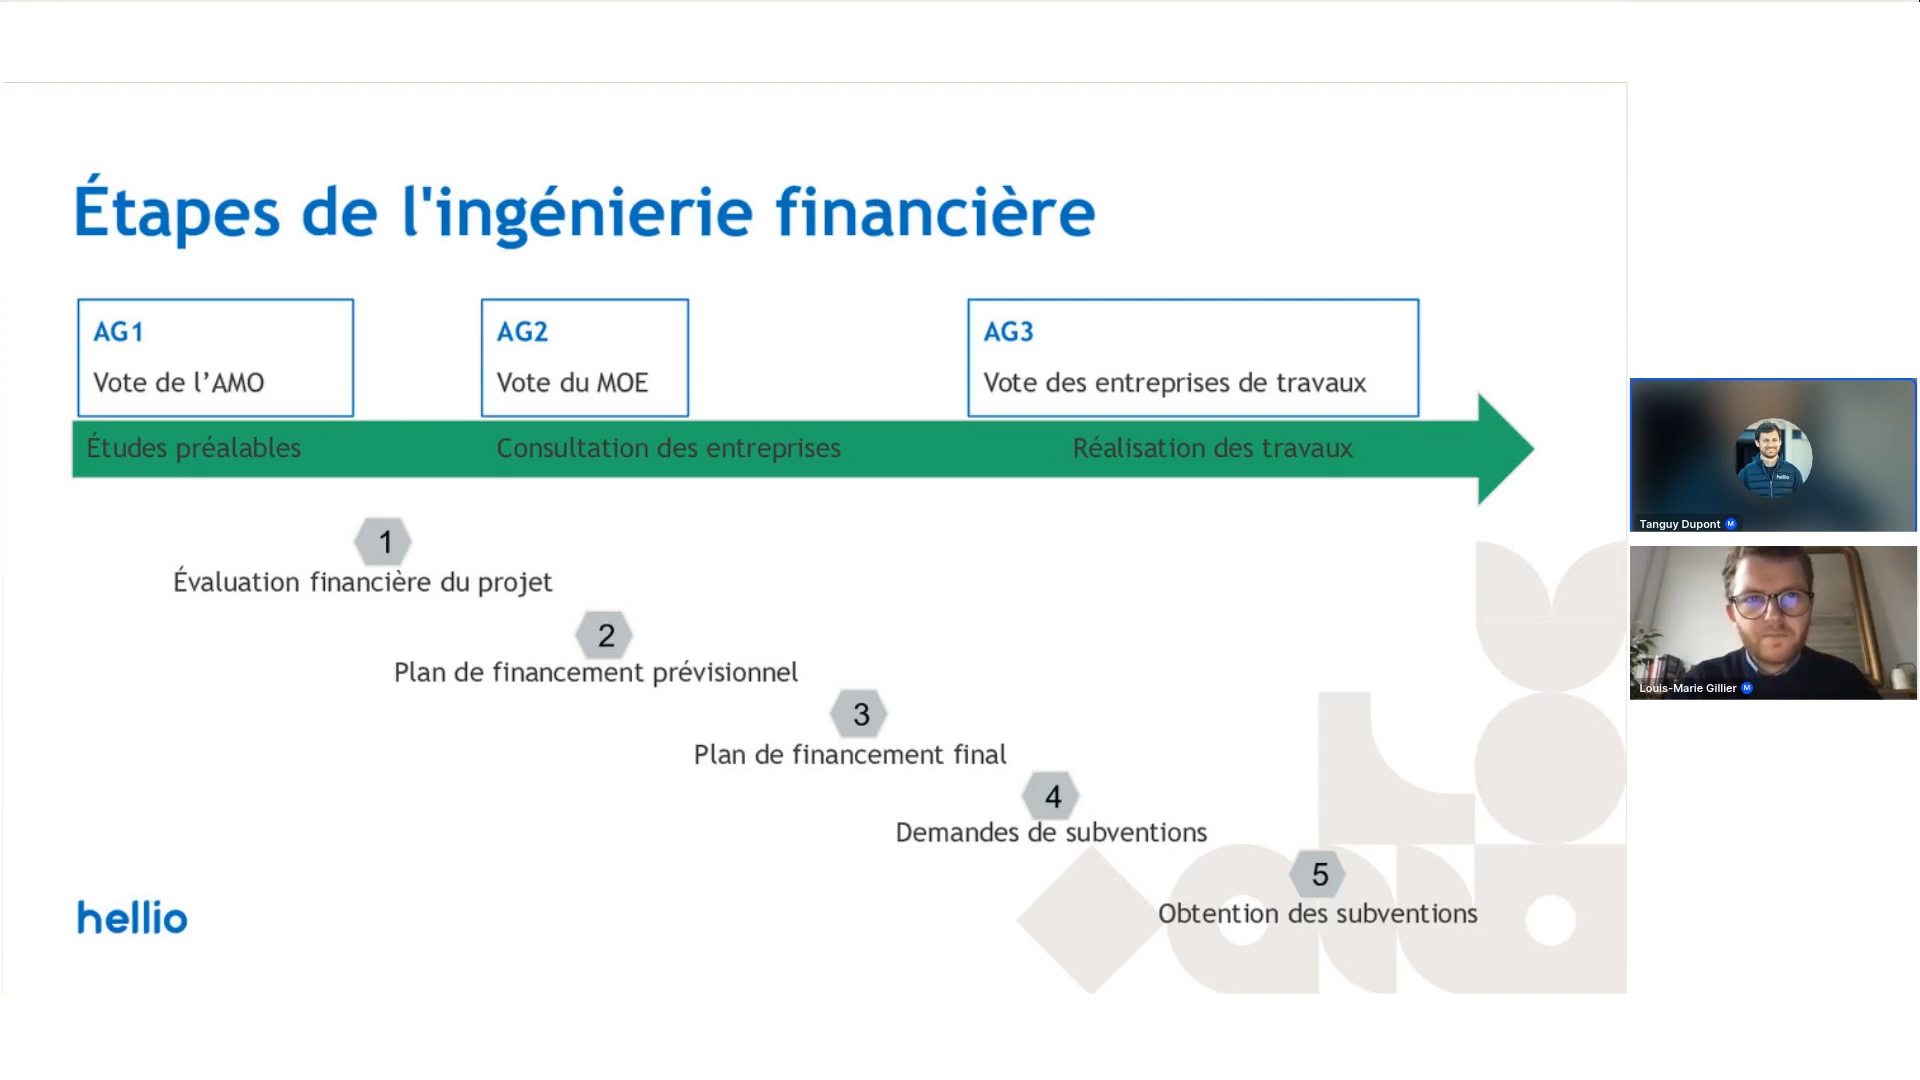 Étapes de l'ingénierie financière
AG1
Vote de l’AMO
AG2
Vote du MOE
AG3
Vote des entreprises de travaux
Études préalables
Consultation des entreprises
Réalisation des travaux
1
Évaluation financière du projet
2
Plan de financement prévisionnel
3
Plan de financement final
4
Demandes de subventions
5
Obtention des subventions
hellio
hellio
Tanguy Dupont M
Louis-Marie Gillier M